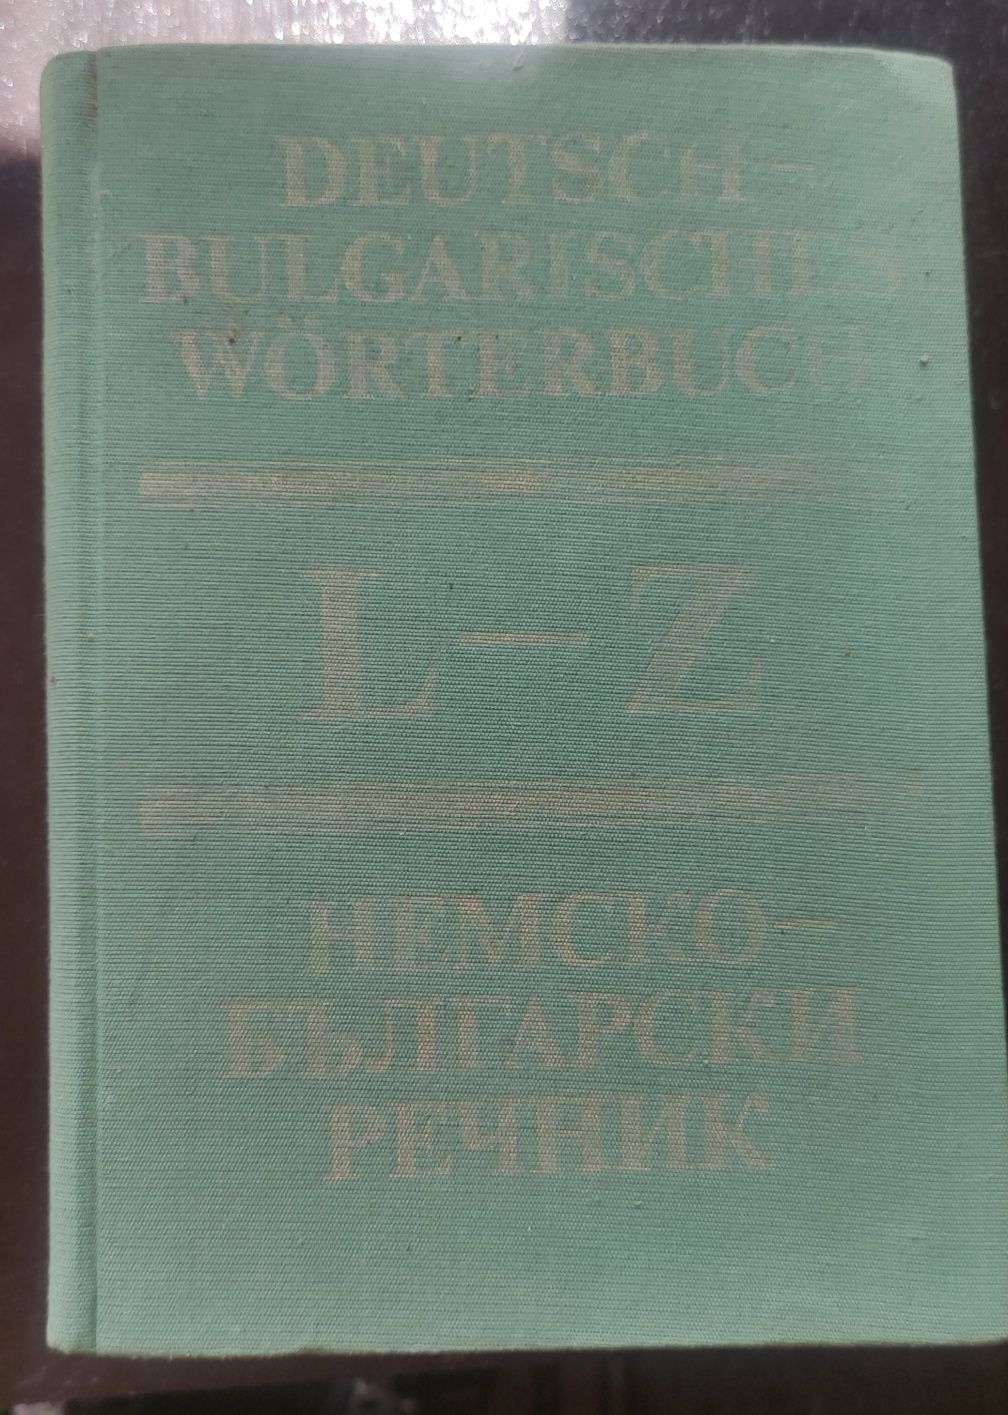 DEUTSCH–
BULGARISCHES
WÖRTERBUCH
L–Z
НЕМСКО–
БЪЛГАРСКИ
РЕЧНИК